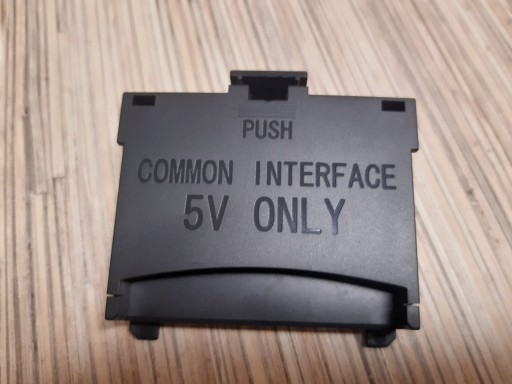 PUSH
COMMON INTERFACE
5V ONLY